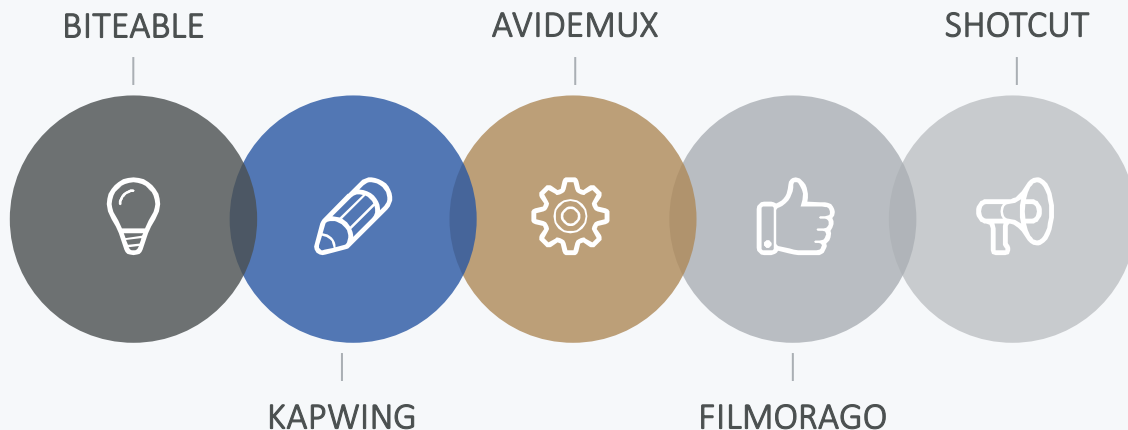 BITEABLE
AVIDEMUX
SHOTCUT
KAPWING
FILMORAGO